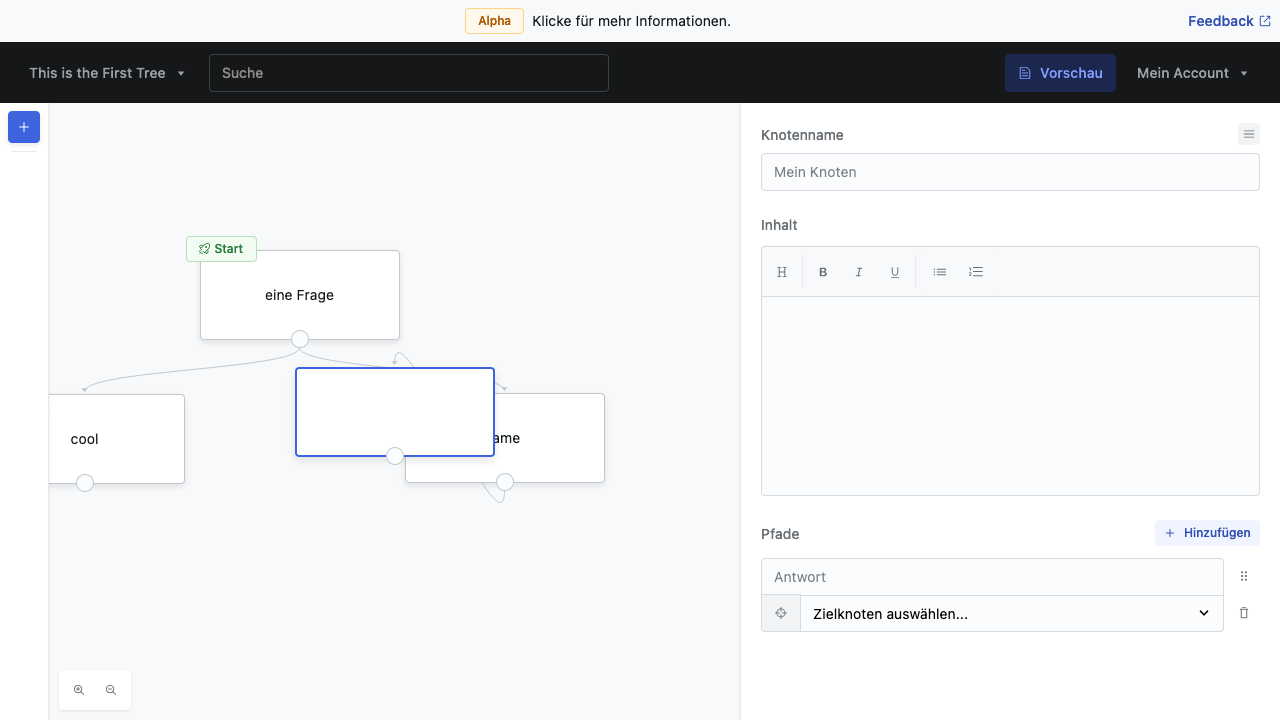 Alpha Klicke für mehr Informationen.
Feedback
This is the First Tree
Suche
Vorschau
Mein Account
Knotenname
Mein Knoten
Inhalt
H B I U
Start
eine Frage
cool
ame
Pfade
Hinzufügen
Antwort
Zielknoten auswählen...